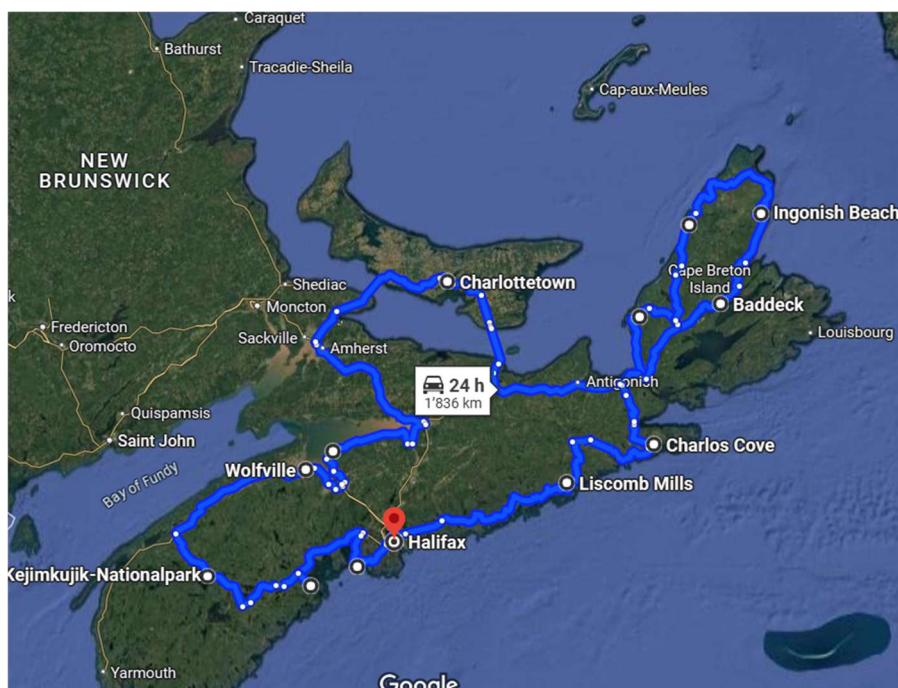 Caraquet
Bathurst
Tracadie-Sheila
Cap-aux-Meules
NEW
BRUNSWICK
Ingonish Beach
Cape Breton
Island
Shediac
Charlottetown
Moncton
Baddeck
Fredericton
Sackville
Louisbourg
Oromocto
Amherst
24 h
1'836 km
Antigonish
Quispamsis
Saint John
Charlos Cove
Bay of Fundy
Wolfville
Liscomb Mills
Halifax
Kejimkujik-Nationalpark
Yarmouth
Google